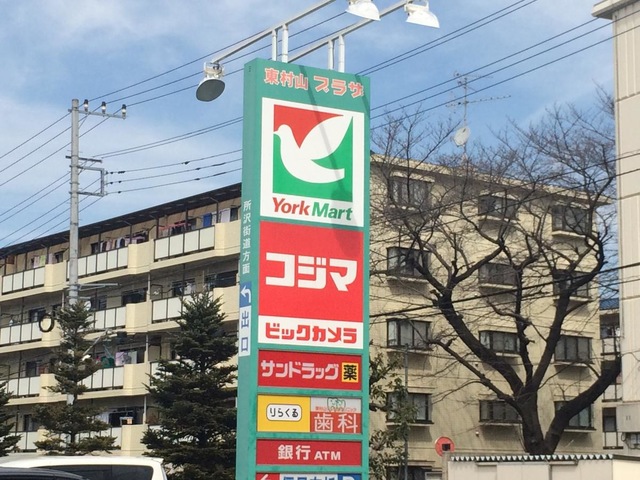 東村山 プラザ
York Mart
所沢街道方面
出口
コジマ
ビックカメラ
サンドラッグ 薬
りらくる
歯科
銀行 ATM